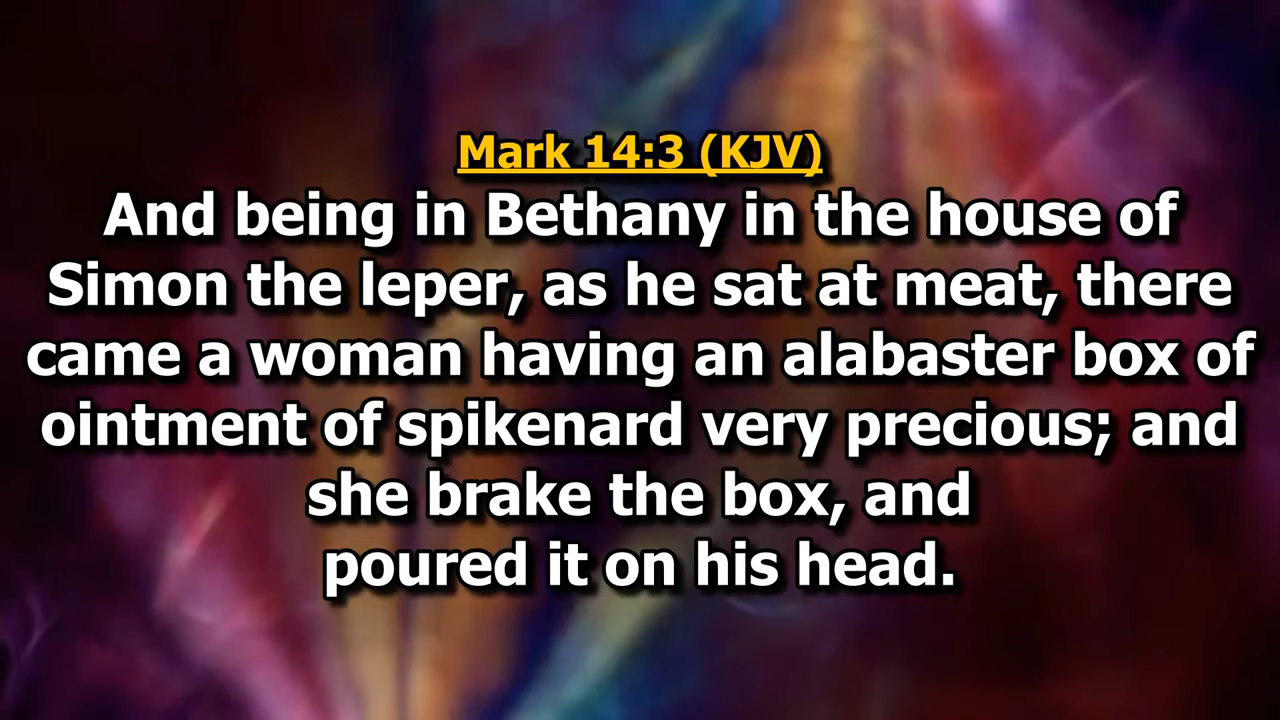 Mark 14:3 (KJV)
And being in Bethany in the house of
Simon the leper, as he sat at meat, there
came a woman having an alabaster box of
ointment of spikenard very precious; and
she brake the box, and
poured it on his head.